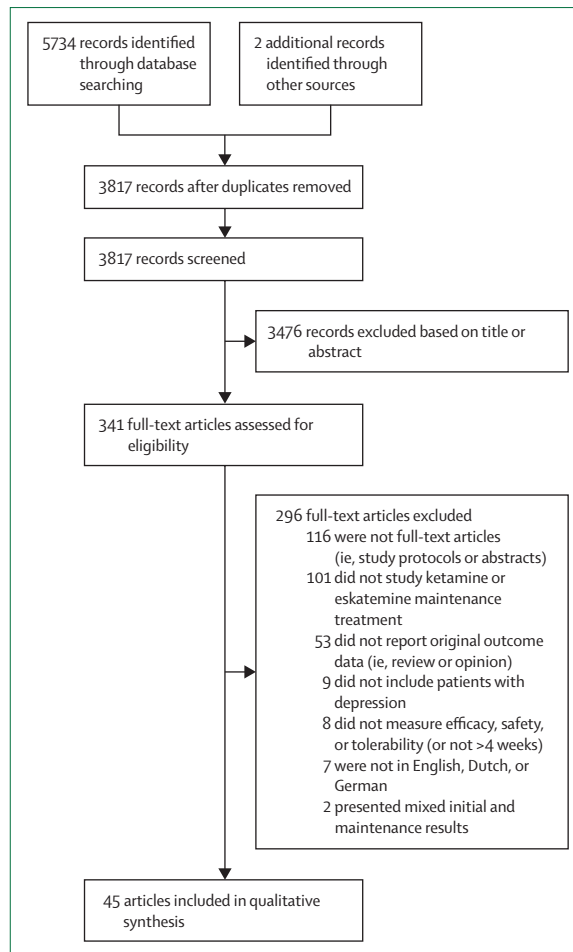 5734 records identified
through database
searching
2 additional records
identified through
other sources
3817 records after duplicates removed
3817 records screened
3476 records excluded based on title or
abstract
341 full-text articles assessed for
eligibility
296 full-text articles excluded
116 were not full-text articles
(ie, study protocols or abstracts)
101 did not study ketamine or
eskatemine maintenance
treatment
53 did not report original outcome
data (ie, review or opinion)
9 did not include patients with
depression
8 did not measure efficacy, safety,
or tolerability (or not >4 weeks)
7 were not in English, Dutch, or
German
2 presented mixed initial and
maintenance results
45 articles included in qualitative
synthesis